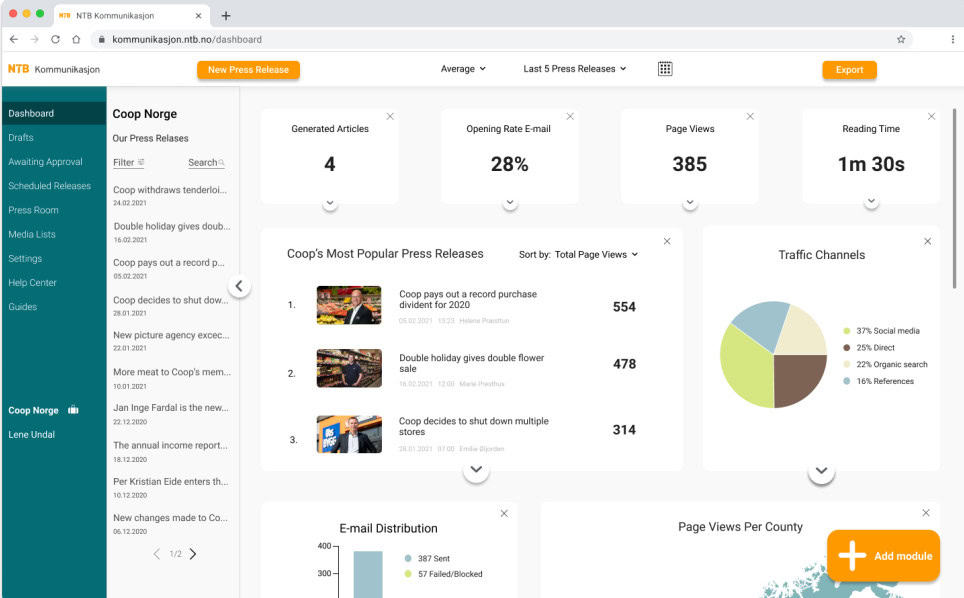 NTB NTB Kommunikasjon
kommunikasjon.ntb.no/dashboard
NTB Kommunikasjon
New Press Release
Average
Last 5 Press Releases
Export
Dashboard
Drafts
Awaiting Approval
Scheduled Releases
Press Room
Media Lists
Settings
Help Center
Guides
Coop Norge
Lene Undal
Coop Norge
Our Press Relases
Filter
Search
Coop withdraws tenderloi...
24.02.2021
Double holiday gives doub...
16.02.2021
Coop pays out a record p...
05.02.2021
Coop decides to shut dow...
28.01.2021
New picture agency excec...
22.01.2021
More meat to Coop's mem...
10.01.2021
Jan Inge Fardal is the new...
22.12.2020
The annual income report...
18.12.2020
Per Kristian Eide enters th...
10.12.2020
New changes made to Co...
06.12.2020
1/2
Generated Articles
4
Opening Rate E-mail
28%
Page Views
385
Reading Time
1m 30s
Coop's Most Popular Press Releases
Sort by: Total Page Views
1.
Coop pays out a record purchase
divident for 2020
05.02.2021 13:23 Helene Præsttun
554
2.
Double holiday gives double flower
sale
16.02.2021 12:00 Marie Presthus
478
3.
OBS
BYGG
Coop decides to shut down multiple
stores
28.01.2021 07:00 Emilie Øijorden
314
Traffic Channels
37% Social media
25% Direct
22% Organic search
16% References
E-mail Distribution
400
300
387 Sent
57 Failed/Blocked
Page Views Per County
Add module